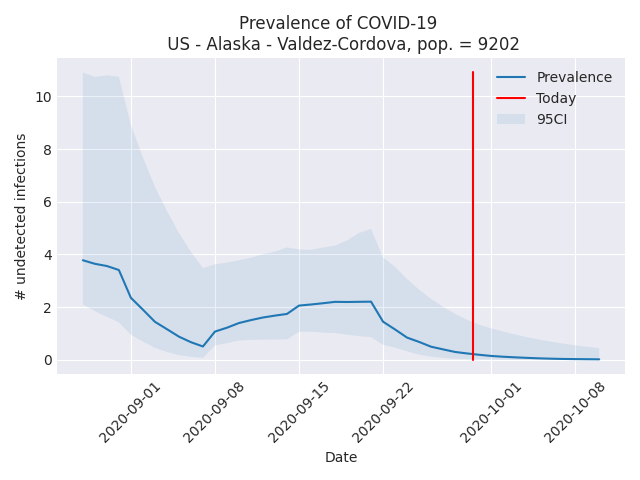 Prevalence of COVID-19
US - Alaska - Valdez-Cordova, pop. = 9202
Prevalence
Today
95CI
# undetected infections
10
8
6
4
2
0
2020-09-01
2020-09-08
2020-09-15
2020-09-22
2020-10-01
2020-10-08
Date